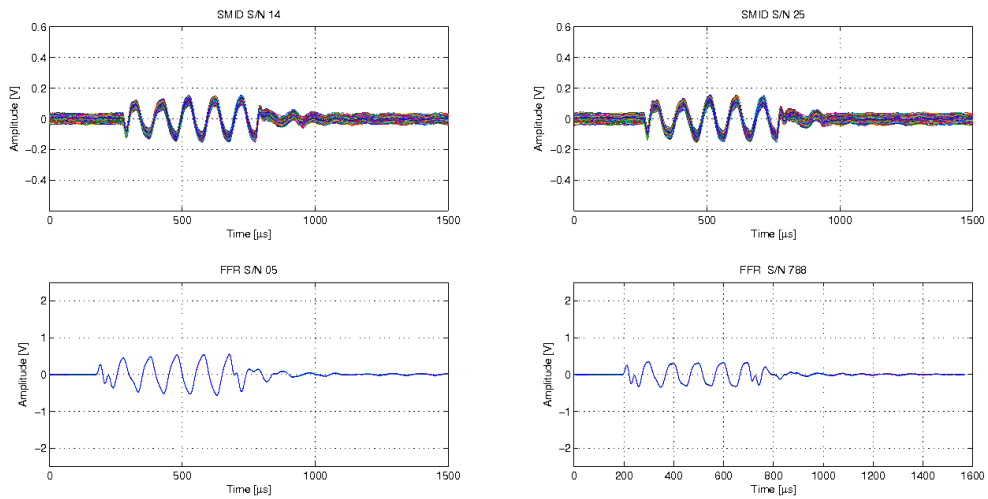 SMID S/N 14
0.6
0.4
0.2
0
−0.2
−0.4
Amplitude [V]
0 500 1000 1500
Time [µs]
SMID S/N 25
0.6
0.4
0.2
0
−0.2
−0.4
Amplitude [V]
0 500 1000 1500
Time [µs]
FFR S/N 05
2
1
0
−1
−2
Amplitude [V]
0 500 1000 1500
Time [µs]
FFR S/N 788
2
1
0
−1
−2
Amplitude [V]
0 200 400 600 800 1000 1200 1400 1600
Time [µs]